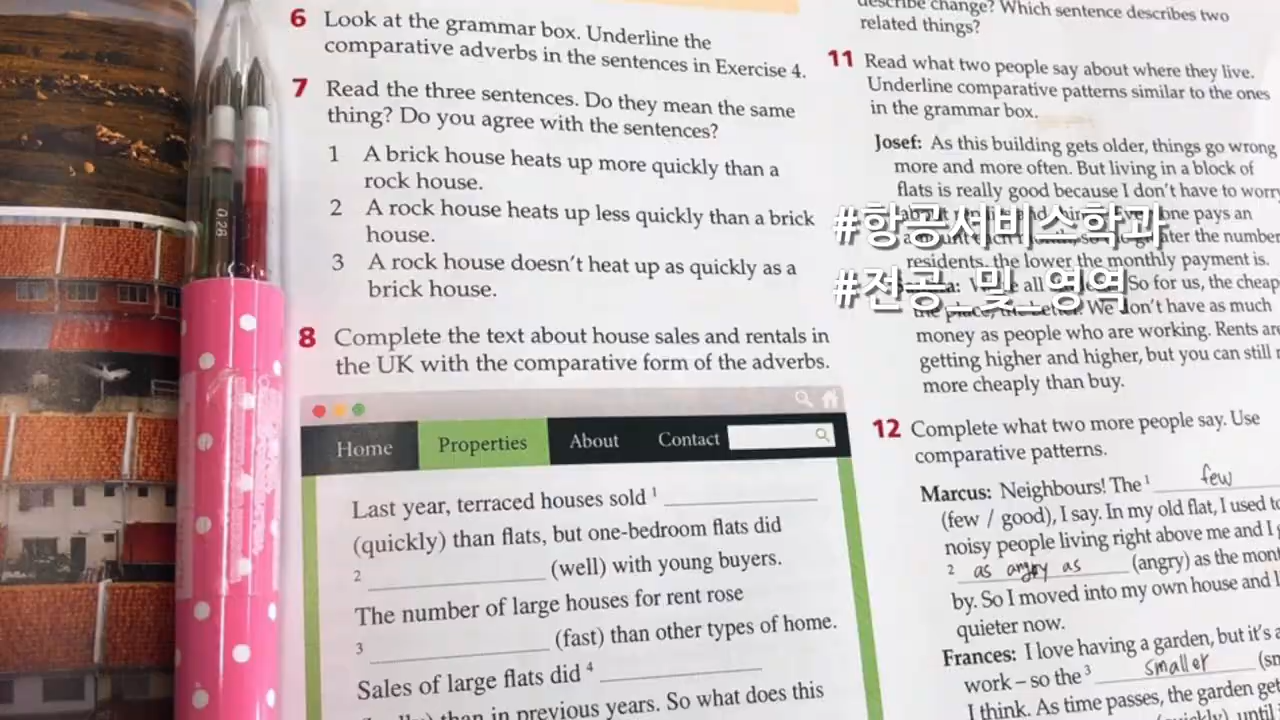 6 Look at the grammar box. Underline the
comparative adverbs in the sentences in Exercise 4.
7 Read the three sentences. Do they mean the same
thing? Do you agree with the sentences?
1 A brick house heats up more quickly than a
rock house.
2 A rock house heats up less quickly than a brick
house.
3 A rock house doesn't heat up as quickly as a
brick house.
8 Complete the text about house sales and rentals in
the UK with the comparative form of the adverbs.
Home Properties About Contact
Last year, terraced houses sold 1
(quickly) than flats, but one-bedroom flats did
2 (well) with young buyers.
The number of large houses for rent rose
3 (fast) than other types of home.
Sales of large flats did 4
than in previous years. So what does this
describe change? Which sentence describes two
related things?
11 Read what two people say about where they live.
Underline comparative patterns similar to the ones
in the grammar box.
Josef: As this building gets older, things go wrong
more and more often. But living in a block of
flats is really good because I don't have to worry
#항공서비스학과
one pays an
the number
residents, the lower the monthly payment is.
#전공_및_영역
all So for us, the cheap
the place, the better. We don't have as much
money as people who are working. Rents are
getting higher and higher, but you can still
more cheaply than buy.
12 Complete what two more people say. Use
comparative patterns.
Marcus: Neighbours! The 1 few
(few / good), I say. In my old flat, I used to
noisy people living right above me and I
2 as angry as (angry) as the
by. So I moved into my own house and
quieter now.
Frances: I love having a garden, but it's
work – so the 3 smaller
I think. As time passes, the garden
until
0.28